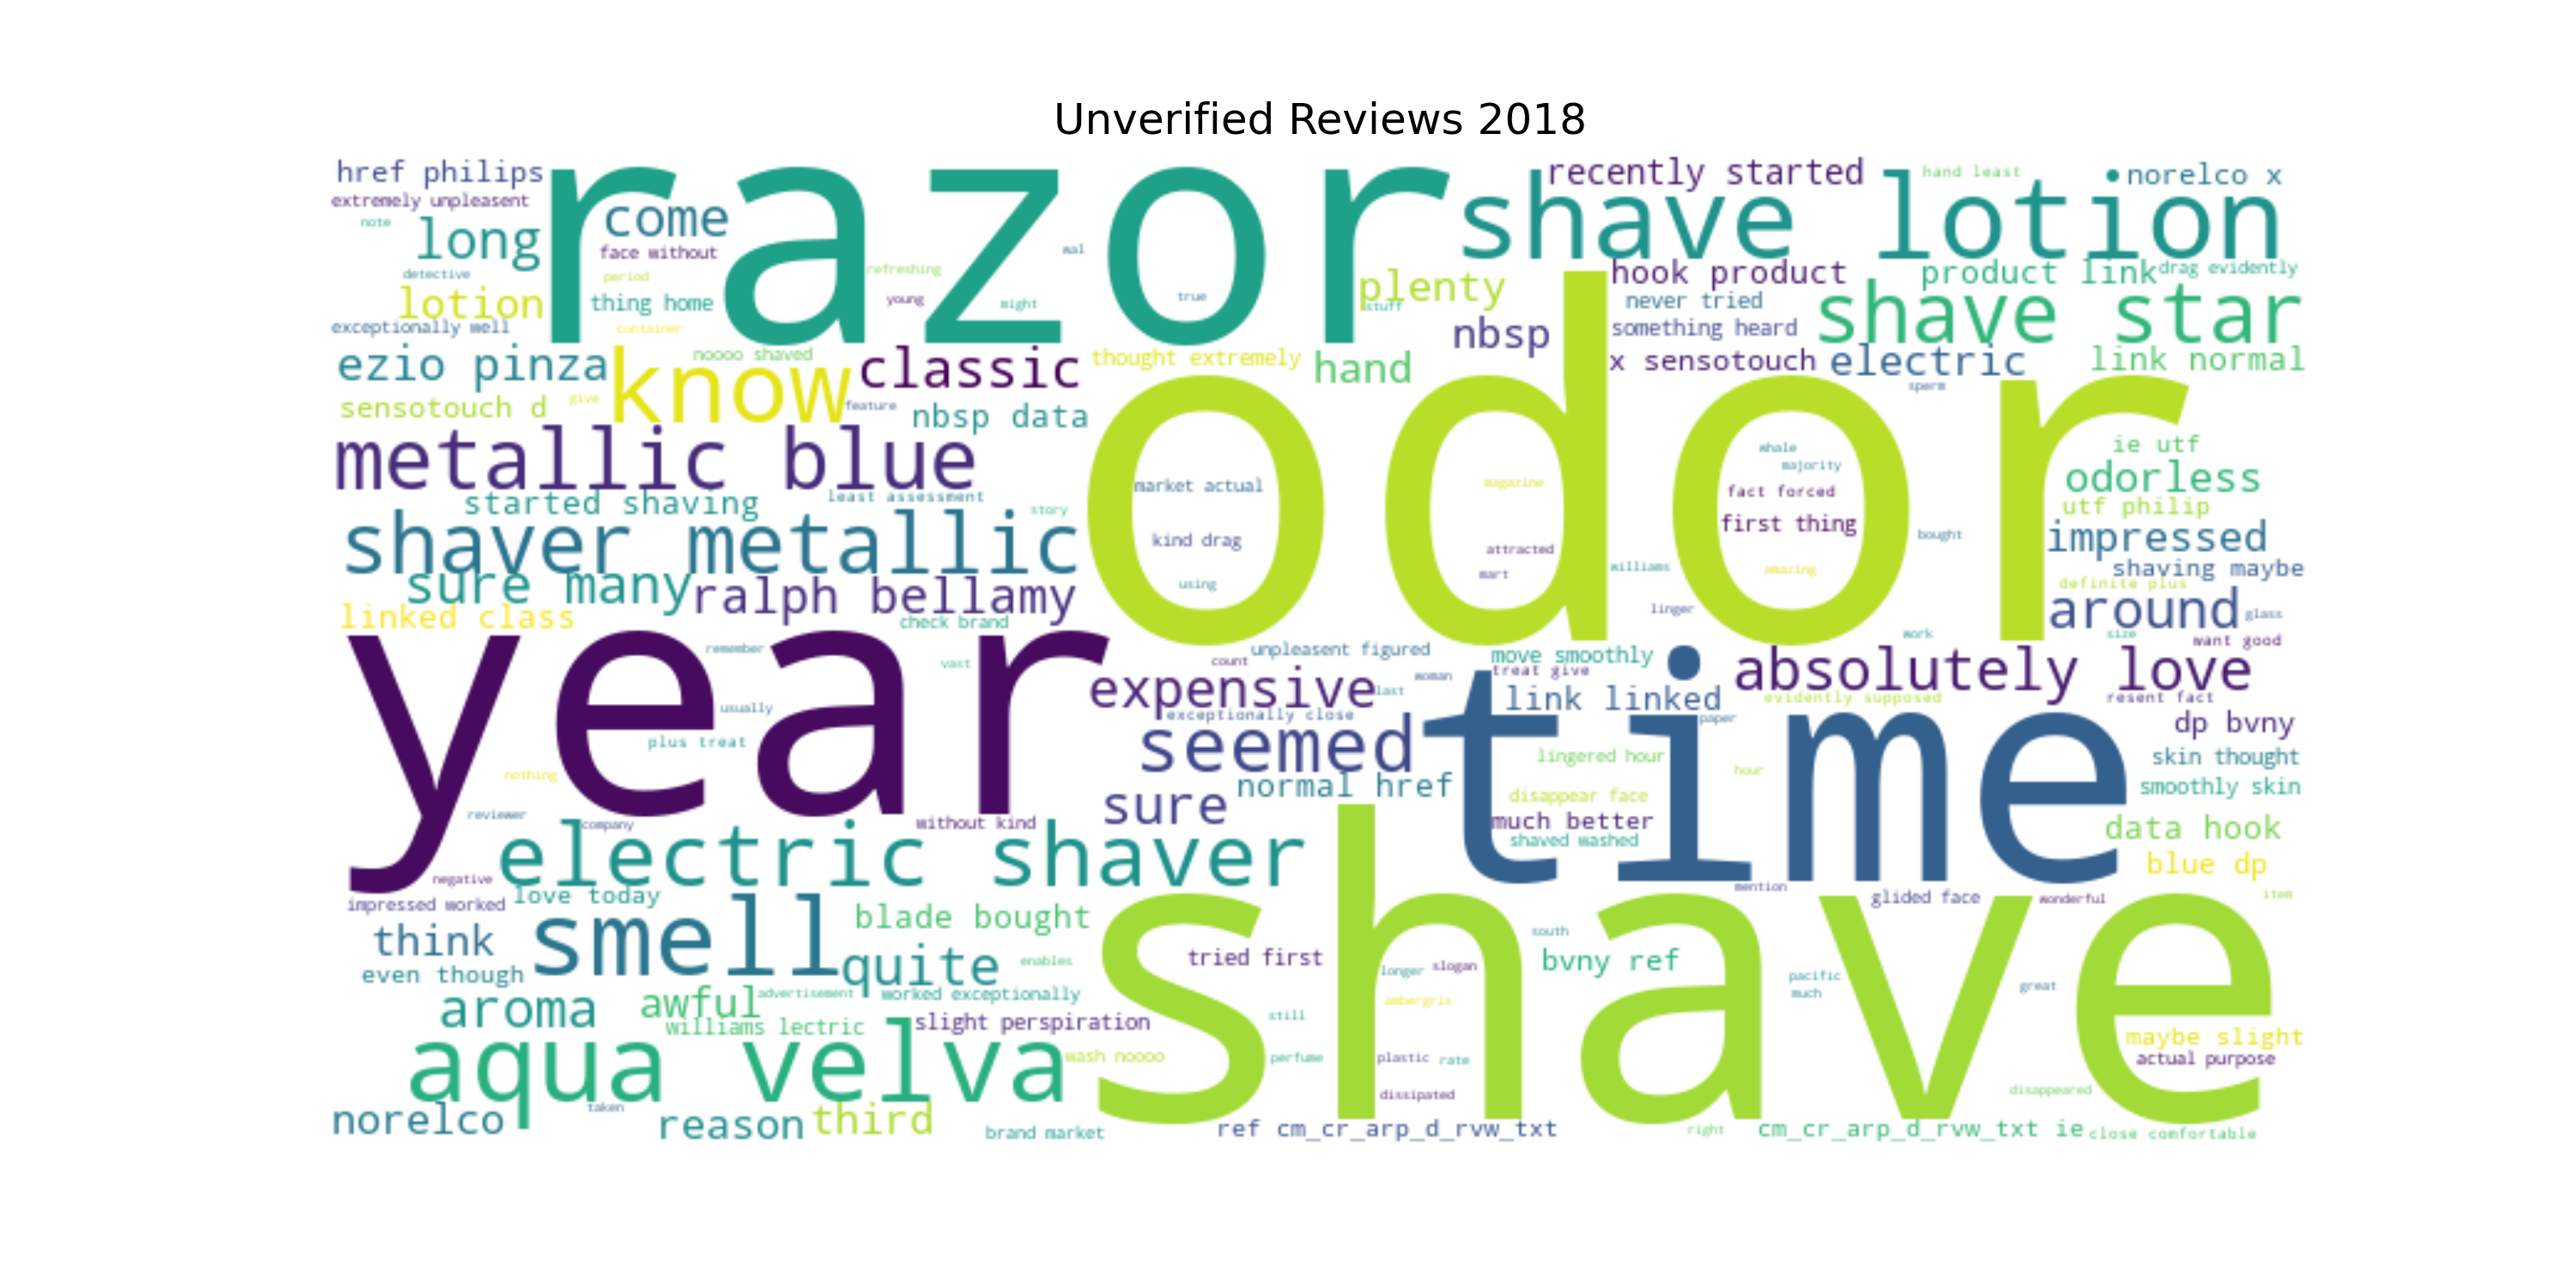 Unverified Reviews 2018
href philips
razor
recently started
hand least
norelco x
extremely unpleasent
shave lotion
note
come
long
face without
wal
detective
refreshing
hook product
product link
drag evidently
period
lotion
thing home
young
might
true
plenty
stuff
never tried
shave star
exceptionally well
container
nbsp
something heard
ezio pinza
know
noooo shaved
classic
thought extremely
hand
x sensotouch
electric
link normal
sperm
sensotouch d
give
feature
nbsp data
odor
metallic blue
whale
ie utf
majority
odorless
market actual
magazine
fact forced
started shaving
least assessment
story
utf philip
first thing
shaver metallic
kind drag
attracted
bought
impressed
mart
williams
amazing
shaving maybe
sure many
ralph bellamy
using
definite plus
linked class
check brand
linger
around
glass
year
remember
vast
count
unpleasent figured
move smoothly
work
size
want good
woman
treat give
absolutely love
expensive
last
link linked
evidently supposed
resent fact
usually
exceptionally close
paper
dp bvny
plus treat
seemed
time
lingered hour
skin thought
nothing
normal href
hour
smoothly skin
sure
disappear face
reviewer
company
without kind
much better
data hook
electric shaver
shaved washed
blue dp
negative
love today
mention
glided face
wonderful
item
impressed worked
smell
blade bought
shave
think
tried first
south
even though
quite
enables
longer
slogan
bvny ref
pacific
great
much
aroma
awful
advertisement
worked exceptionally
ambergris
williams lectric
slight perspiration
still
maybe slight
aqua velva
wash noooo
perfume
plastic
rate
actual purpose
dissipated
disappeared
norelco
taken
reason
third
brand market
ref cm_cr_arp_d_rvw_txt
right
cm_cr_arp_d_rvw_txt ie
close comfortable